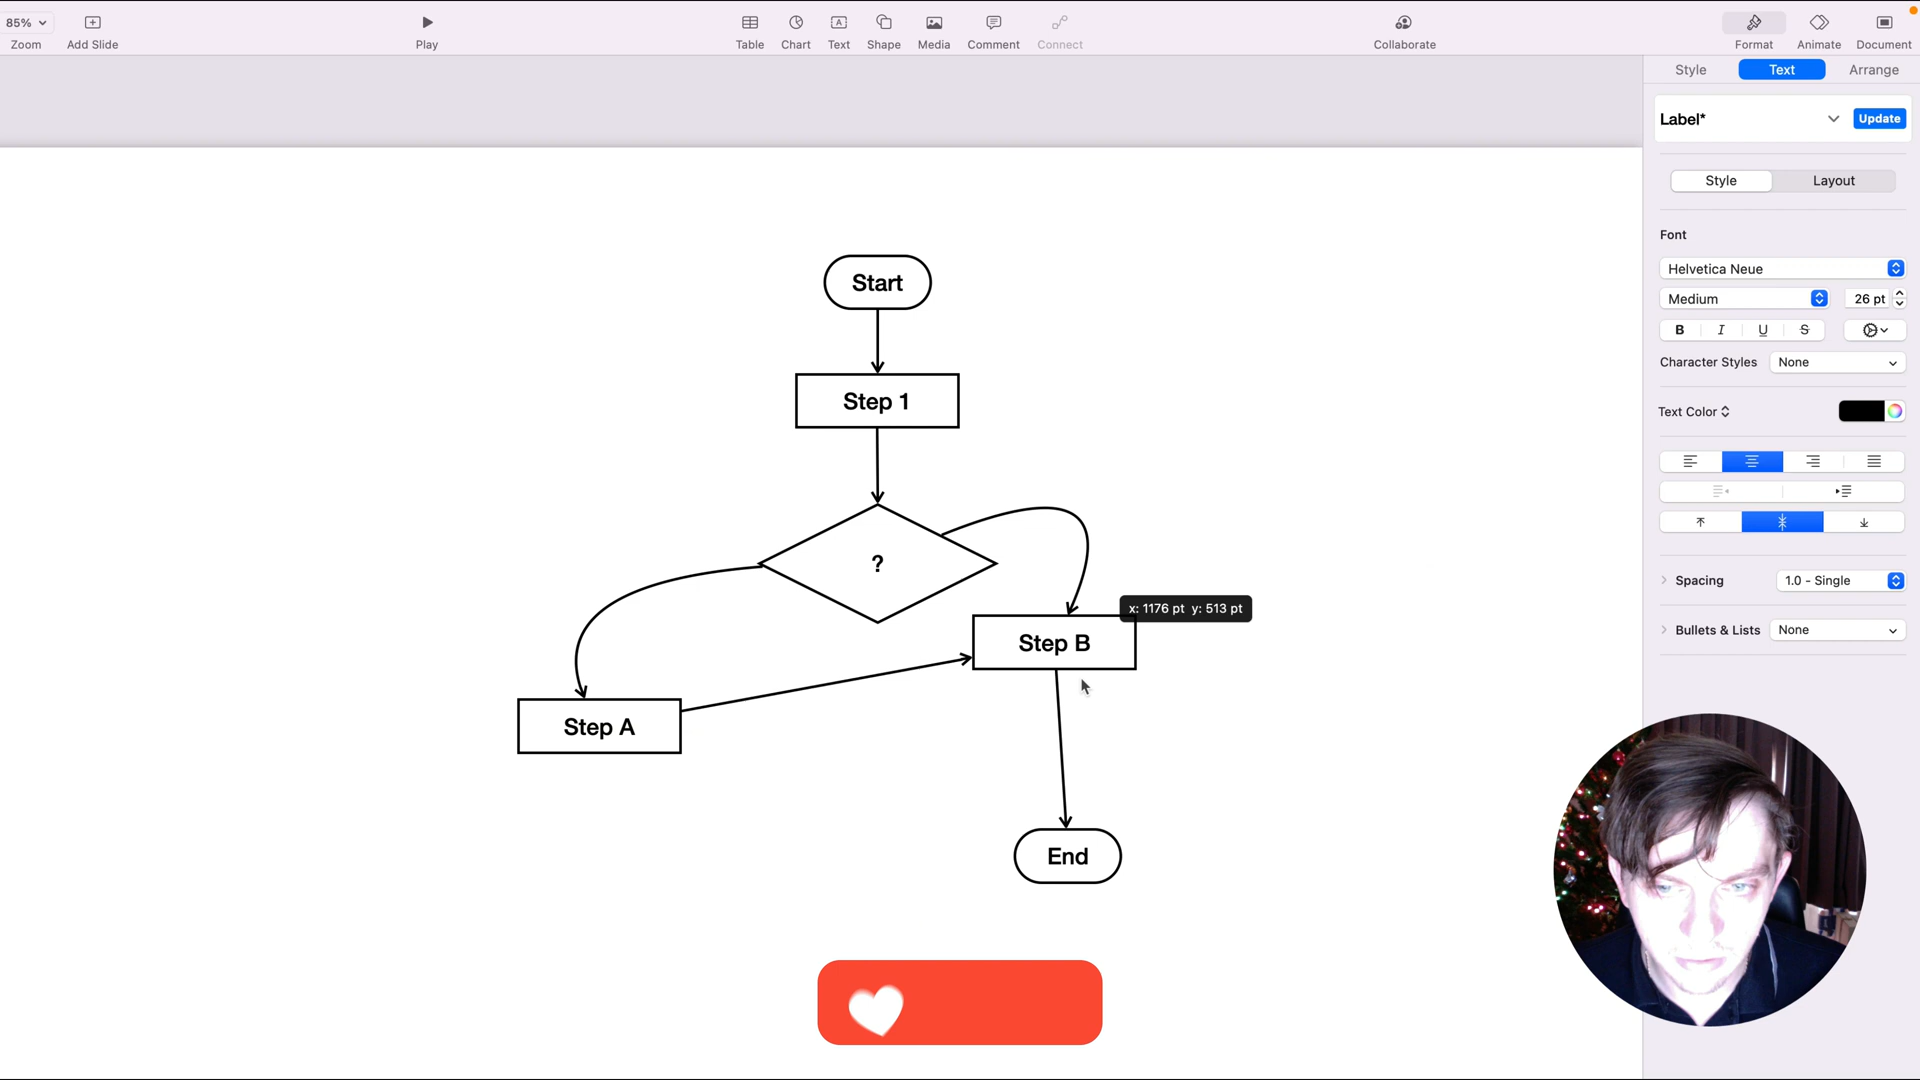 85%
Zoom
Add Slide
Play
Table
Chart
Text
Shape
Media
Comment
Connect
Collaborate
Format
Animate
Document
Style
Text
Arrange
Label*
Update
Style
Layout
Font
Helvetica Neue
Medium
26 pt
B
I
U
S
Character Styles
None
Text Color
Spacing
1.0 - Single
Bullets & Lists
None
Start
Step 1
?
x: 1176 pt y: 513 pt
Step B
Step A
End